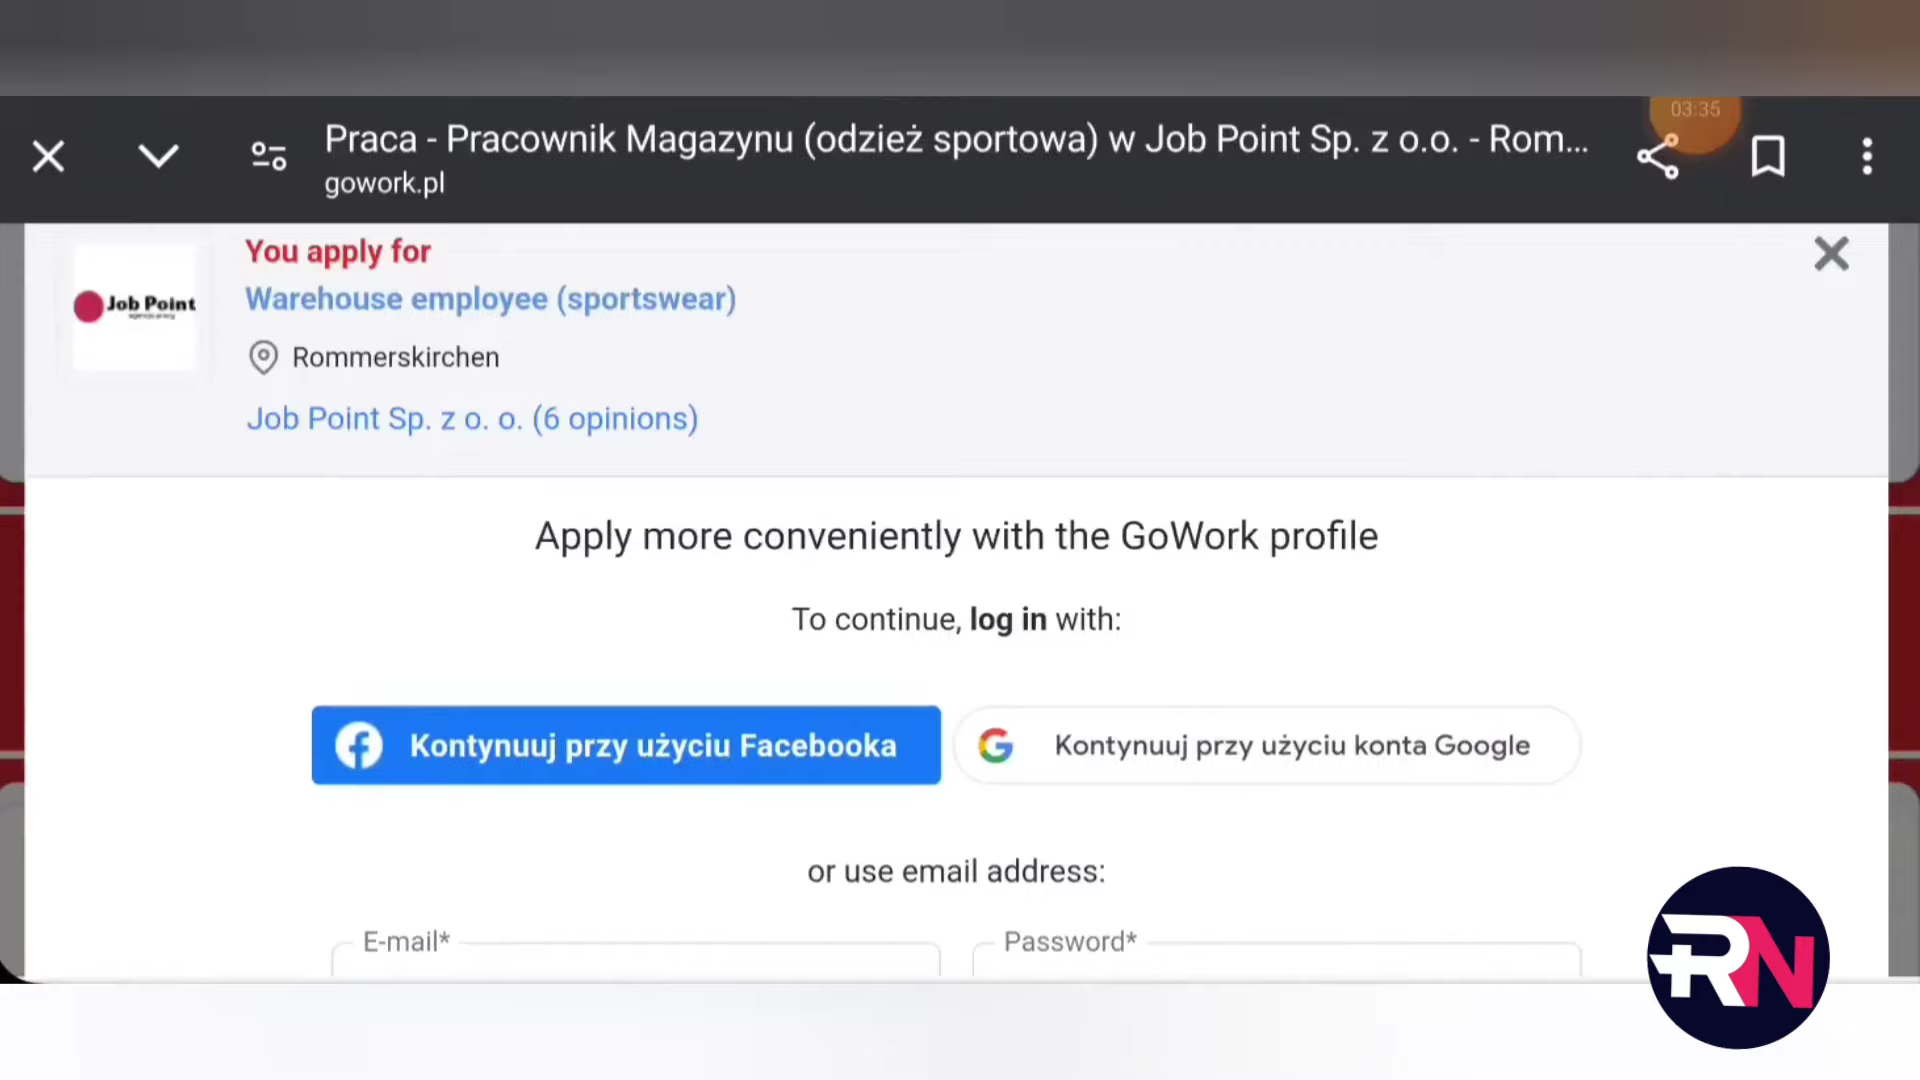 03:35
Praca - Pracownik Magazynu (odzież sportowa) w Job Point Sp. z o.o. - Rom...
gowork.pl
You apply for
Job Point
Warehouse employee (sportswear)
Rommerskirchen
Job Point Sp. z o. o. (6 opinions)
Apply more conveniently with the GoWork profile
To continue, log in with:
Kontynuuj przy użyciu Facebooka
Kontynuuj przy użyciu konta Google
or use email address:
E-mail*
Password*
RN